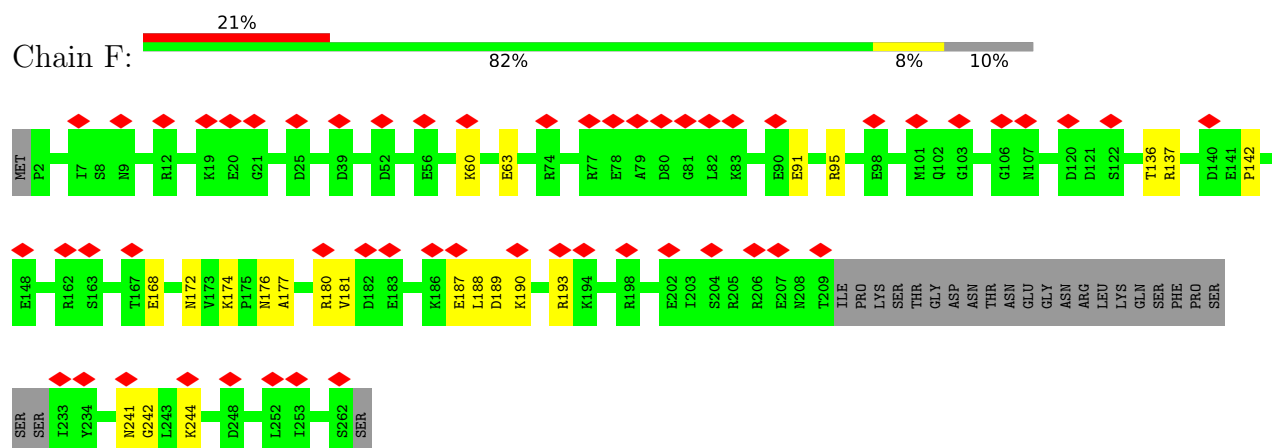 21%
Chain F:
82% 8% 10%
MET P2 I7 S8 N9 R12 K19 E20 G21 D25 D39 D52 E56 K60 E63 R74 R77 E78 A79 D80 G81 L82 K83 E90 E91 R95 E98 M101 Q102 G103 G106 N107 D120 D121 S122 T136 R137 D140 E141 P142
E148 R162 S163 T167 E168 N172 V173 K174 P175 N176 A177 R180 V181 D182 E183 K186 E187 L188 D189 K190 R193 K194 R198 E202 I203 S204 R205 R206 E207 N208 T209 ILE PRO LYS SER THR GLY ASP ASN THR ASN GLU GLY ASN ARG LEU LYS GLN SER PHE PRO SER
SER SER I233 Y234 N241 G242 L243 K244 D248 L252 I253 S262 SER